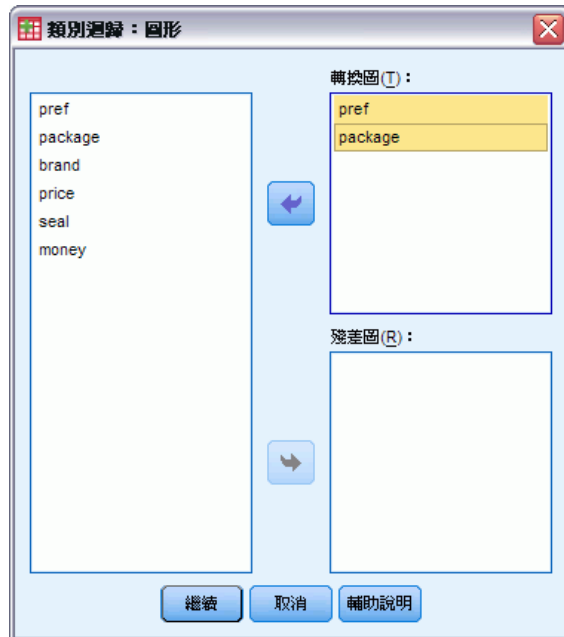 類別迴歸：圖形
pref
package
brand
price
seal
money
轉換圖(T)：
pref
package
殘差圖(R)：
繼續
取消
輔助說明